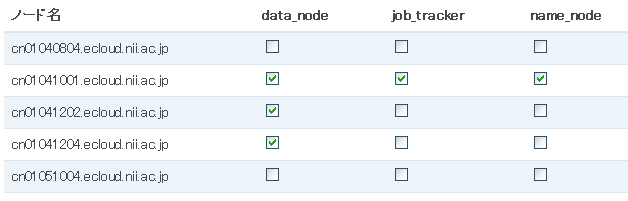 ノード名 data_node job_tracker name_node
cn01040804.ecloud.nii.ac.jp
cn01041001.ecloud.nii.ac.jp
cn01041202.ecloud.nii.ac.jp
cn01041204.ecloud.nii.ac.jp
cn01051004.ecloud.nii.ac.jp